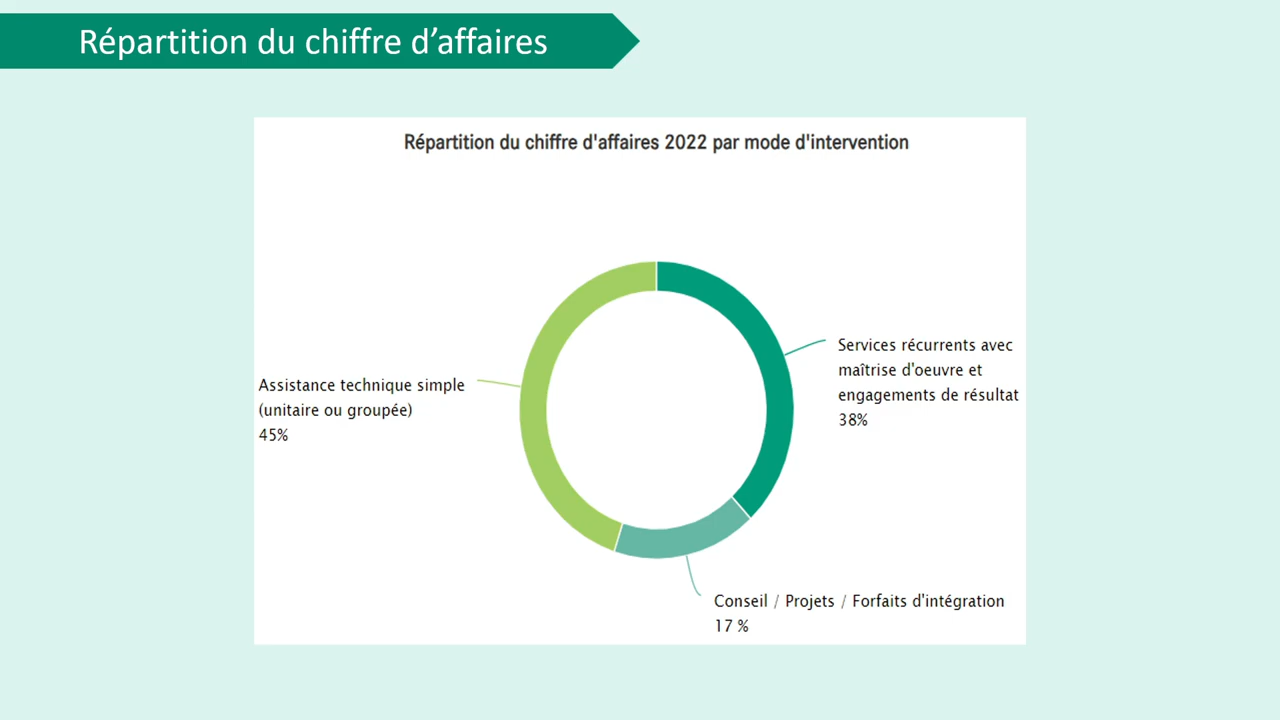 Répartition du chiffre d’affaires
Répartition du chiffre d'affaires 2022 par mode d'intervention
Services récurrents avec
maîtrise d'oeuvre et
engagements de résultat
38%
Assistance technique simple
(unitaire ou groupée)
45%
Conseil / Projets / Forfaits d'intégration
17 %